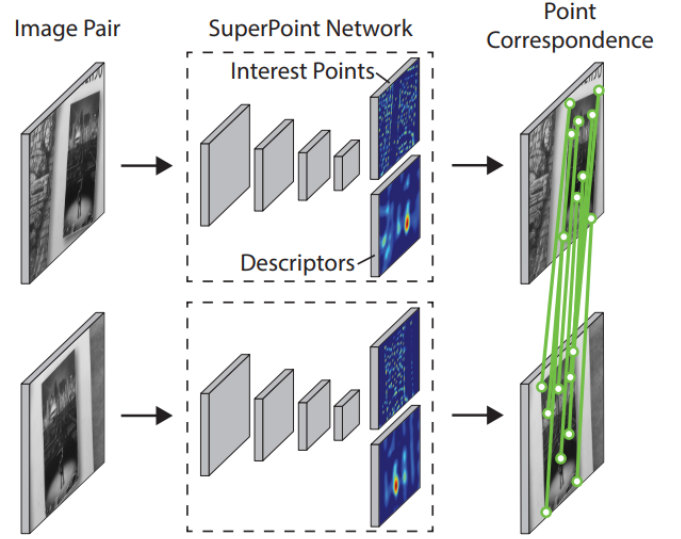 Image Pair
SuperPoint Network
Point
Correspondence
Interest Points
Descriptors